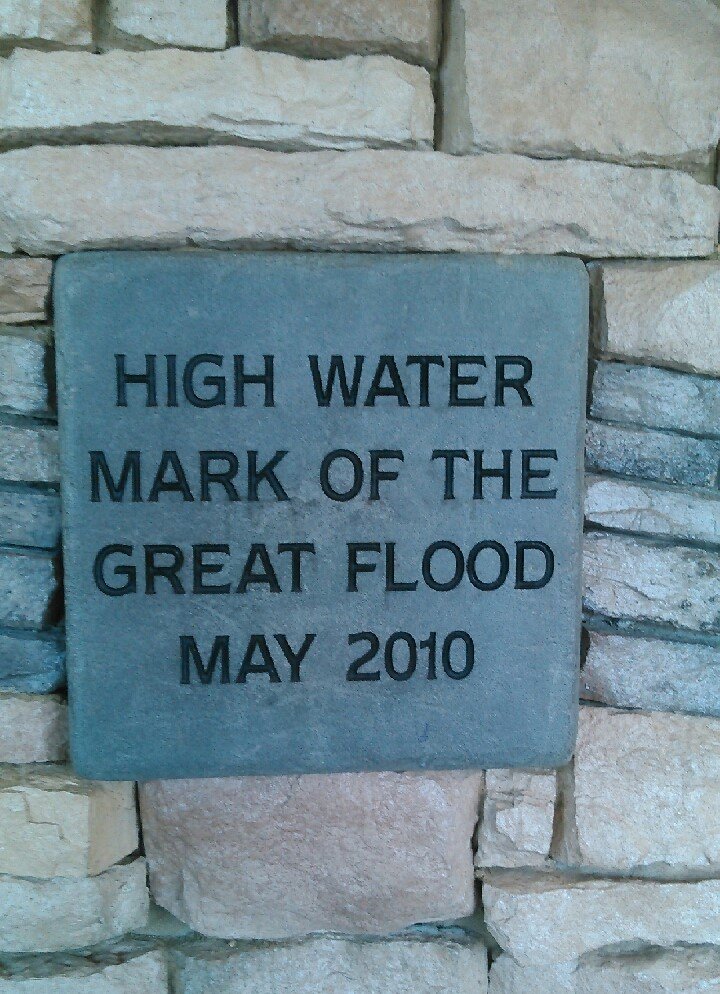 HIGH WATER
MARK OF THE
GREAT FLOOD
MAY 2010